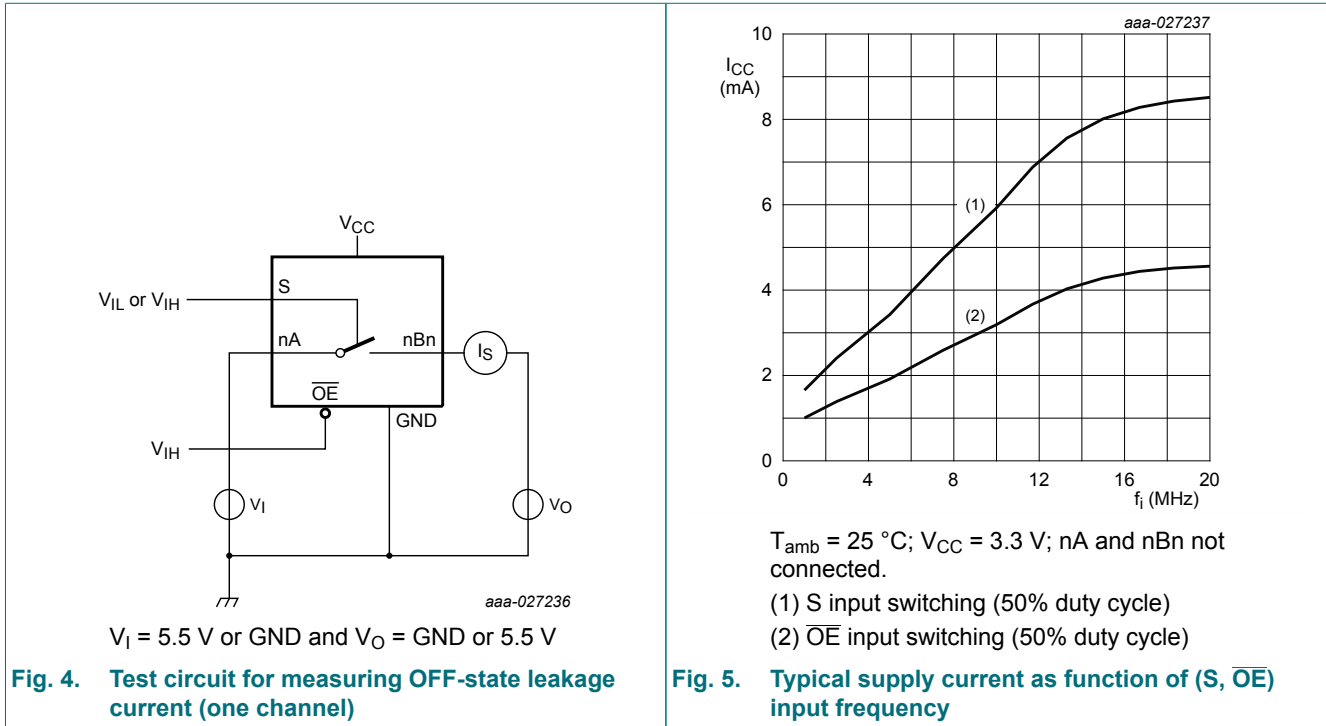 V_CC
S
V_IL or V_IH
nA
nBn
I_S
OE
GND
V_IH
V_I
V_O
aaa-027236
V_I = 5.5 V or GND and V_O = GND or 5.5 V
Fig. 4. Test circuit for measuring OFF-state leakage
current (one channel)
aaa-027237
10
I_CC
(mA)
8
6
(1)
4
(2)
2
0
0 4 8 12 16 20
f_i (MHz)
T_amb = 25 °C; V_CC = 3.3 V; nA and nBn not
connected.
(1) S input switching (50% duty cycle)
(2) OE input switching (50% duty cycle)
Fig. 5. Typical supply current as function of (S, OE)
input frequency